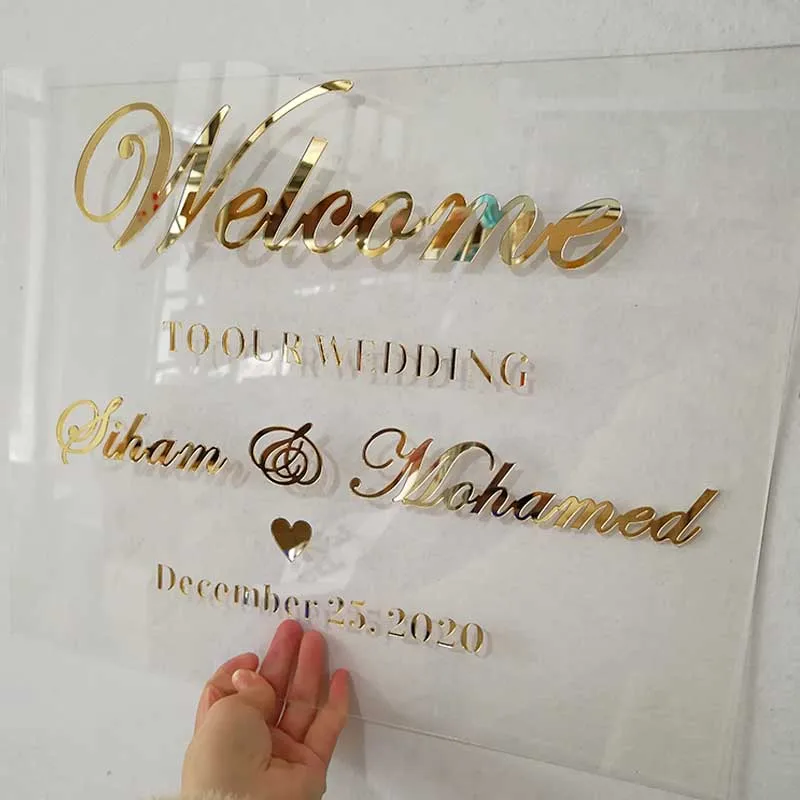 Welcome
TO OUR WEDDING
Siham & Mohamed
December 25, 2020